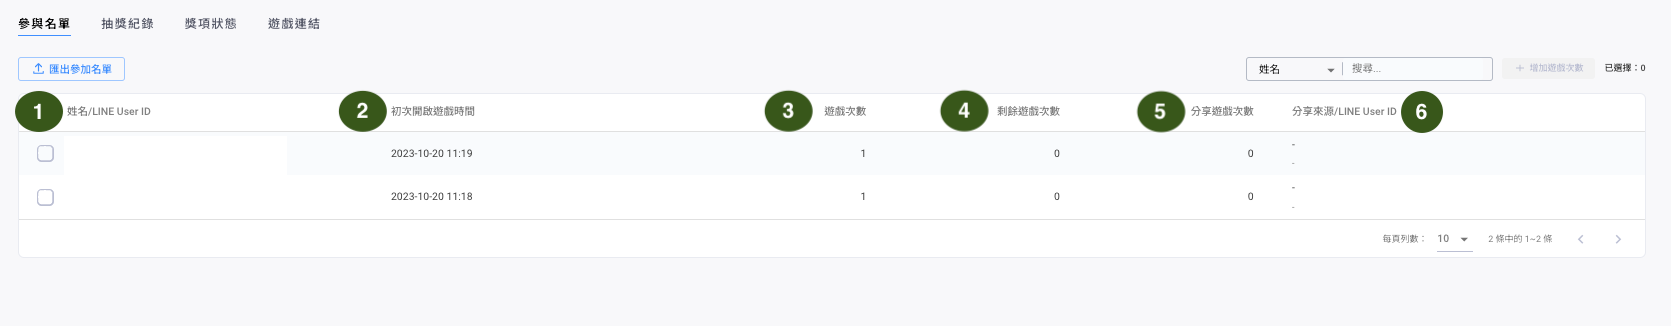 參與名單 抽獎紀錄 獎項狀態 遊戲連結
匯出參加名單 姓名 搜尋... + 增加遊戲次數 已選擇：0
1 姓名/LINE User ID 2 初次開啟遊戲時間 3 遊戲次數 4 剩餘遊戲次數 5 分享遊戲次數 分享來源/LINE User ID 6
2023-10-20 11:19 1 0 0 -
-
2023-10-20 11:18 1 0 0 -
-
每頁列數： 10 2 條中的 1~2 條